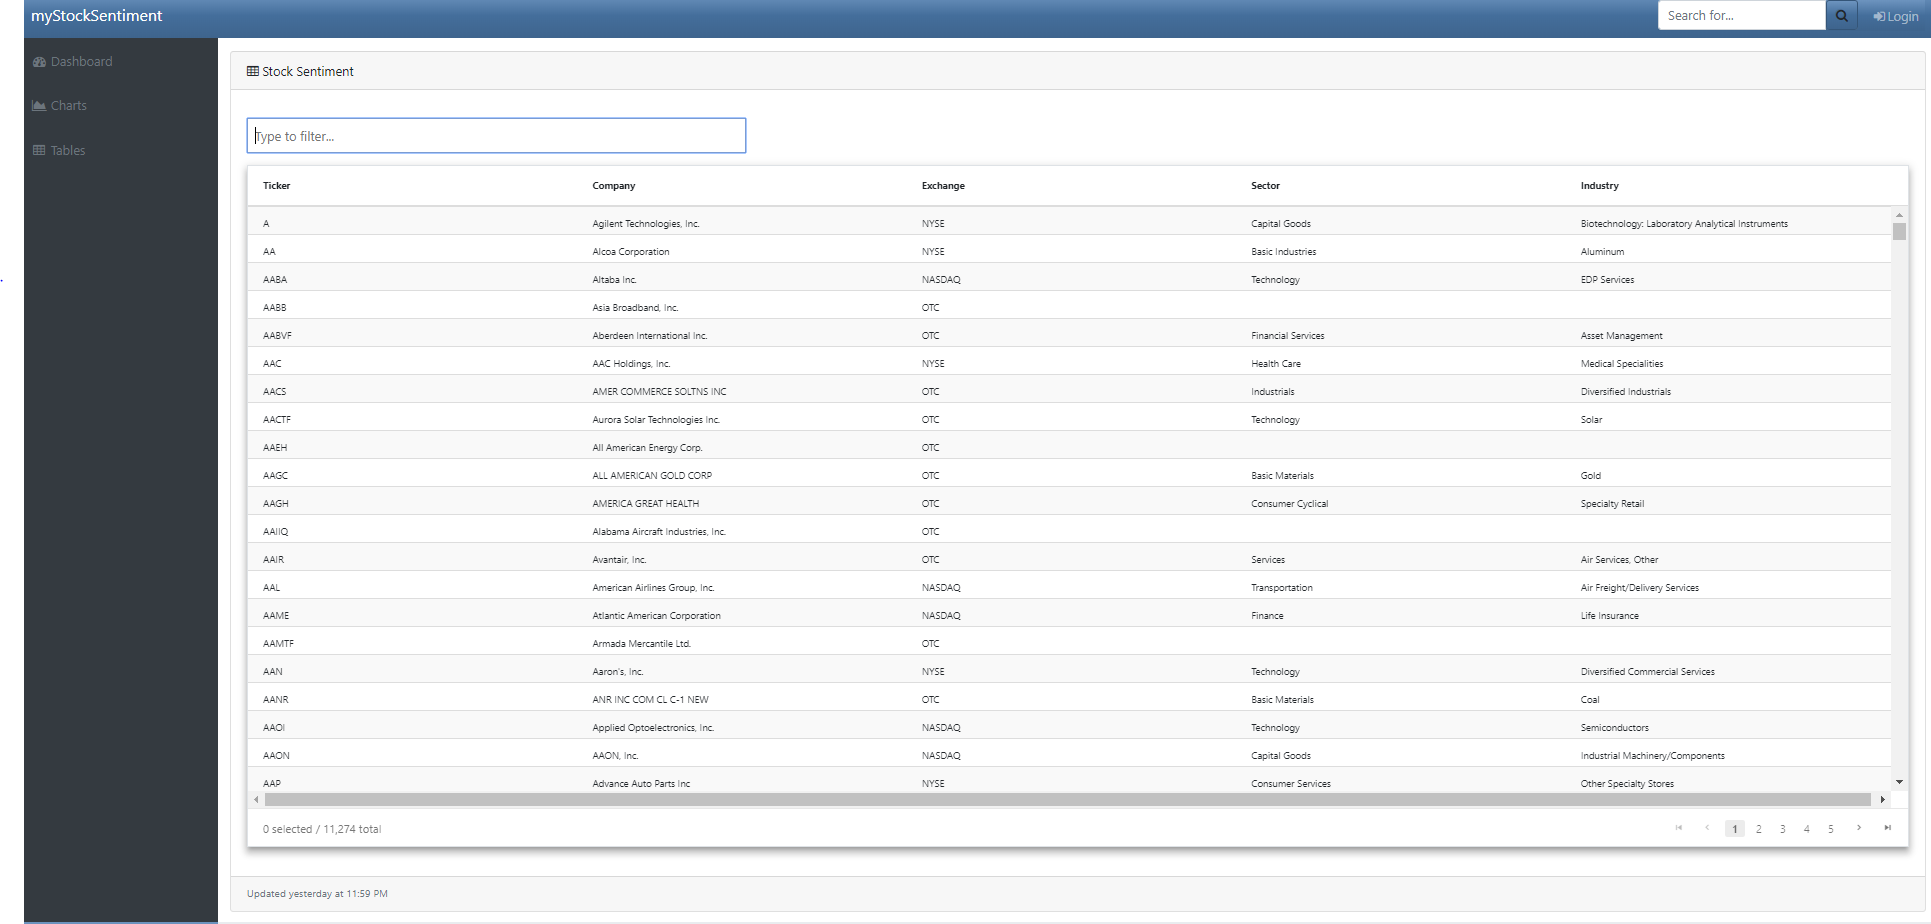 myStockSentiment Search for... Login
Dashboard
Charts
Tables
Stock Sentiment
Type to filter...
Ticker Company Exchange Sector Industry
A Agilent Technologies, Inc. NYSE Capital Goods Biotechnology: Laboratory Analytical Instruments
AA Alcoa Corporation NYSE Basic Industries Aluminum
AABA Altaba Inc. NASDAQ Technology EDP Services
AABB Asia Broadband, Inc. OTC
AABVF Aberdeen International Inc. OTC Financial Services Asset Management
AAC AAC Holdings, Inc. NYSE Health Care Medical Specialities
AACS AMER COMMERCE SOLTNS INC OTC Industrials Diversified Industrials
AACTF Aurora Solar Technologies Inc. OTC Technology Solar
AAEH All American Energy Corp. OTC
AAGC ALL AMERICAN GOLD CORP OTC Basic Materials Gold
AAGH AMERICA GREAT HEALTH OTC Consumer Cyclical Specialty Retail
AAIIQ Alabama Aircraft Industries, Inc. OTC
AAIR Avantair, Inc. OTC Services Air Services, Other
AAL American Airlines Group, Inc. NASDAQ Transportation Air Freight/Delivery Services
AAME Atlantic American Corporation NASDAQ Finance Life Insurance
AAMTF Armada Mercantile Ltd. OTC
AAN Aaron's, Inc. NYSE Technology Diversified Commercial Services
AANR ANR INC COM CL C-1 NEW OTC Basic Materials Coal
AAOI Applied Optoelectronics, Inc. NASDAQ Technology Semiconductors
AAON AAON, Inc. NASDAQ Capital Goods Industrial Machinery/Components
AAP Advance Auto Parts Inc NYSE Consumer Services Other Specialty Stores
0 selected / 11,274 total 1 2 3 4 5
Updated yesterday at 11:59 PM